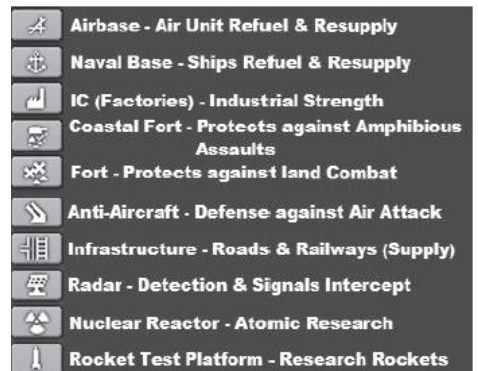 Airbase - Air Unit Refuel & Resupply
Naval Base - Ships Refuel & Resupply
IC (Factories) - Industrial Strength
Coastal Fort - Protects against Amphibious
Assaults
Fort - Protects against land Combat
Anti-Aircraft - Defense against Air Attack
Infrastructure - Roads & Railways (Supply)
Radar - Detection & Signals Intercept
Nuclear Reactor - Atomic Research
Rocket Test Platform - Research Rockets